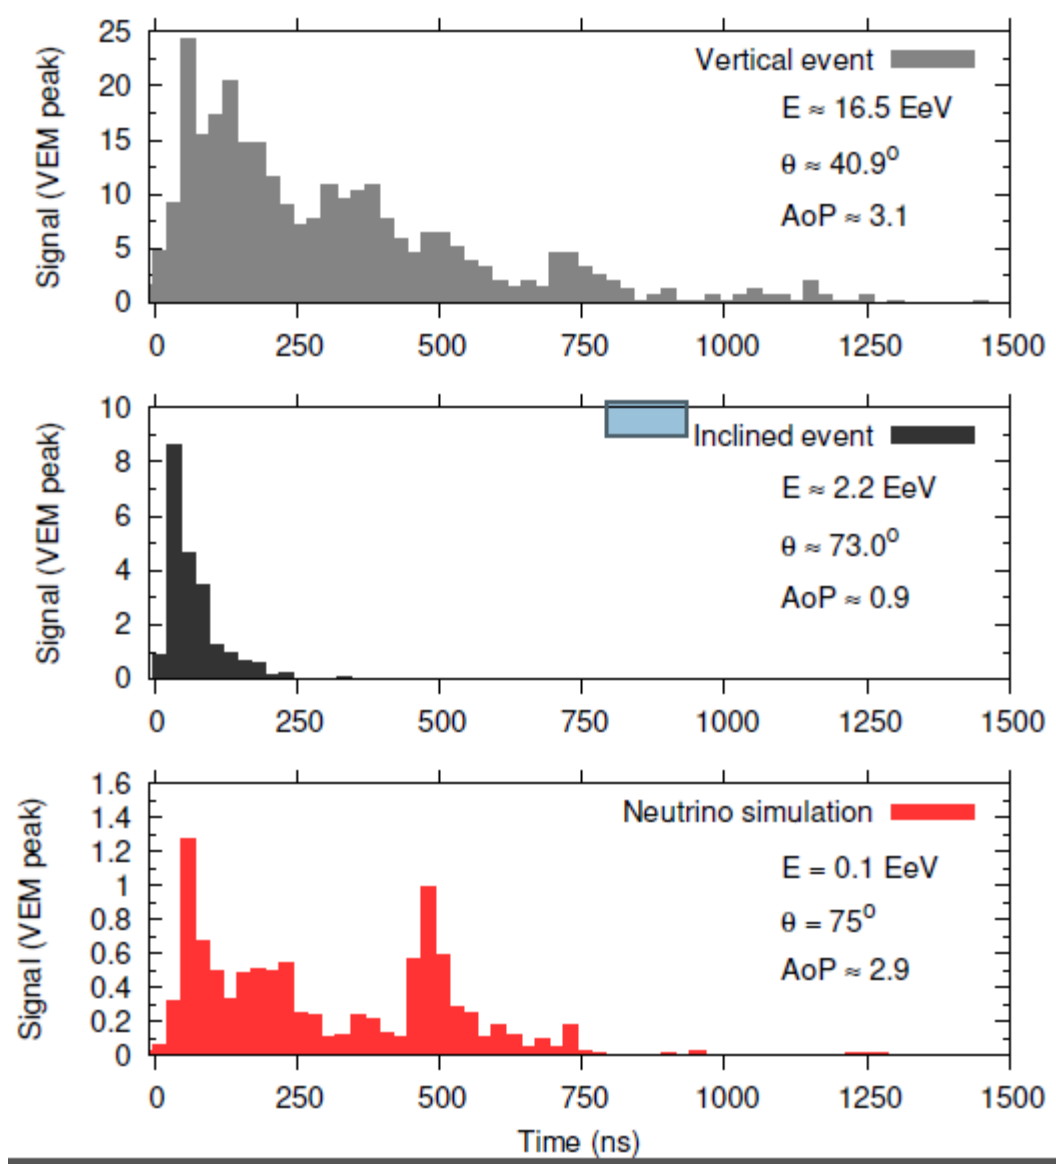 25
20
15
10
5
0
Signal (VEM peak)
Vertical event
E ≈ 16.5 EeV
θ ≈ 40.9⁰
AoP ≈ 3.1
0 250 500 750 1000 1250 1500
10
8
6
4
2
0
Signal (VEM peak)
Inclined event
E ≈ 2.2 EeV
θ ≈ 73.0⁰
AoP ≈ 0.9
0 250 500 750 1000 1250 1500
1.6
1.4
1.2
1
0.8
0.6
0.4
0.2
0
Signal (VEM peak)
Neutrino simulation
E = 0.1 EeV
θ = 75⁰
AoP ≈ 2.9
0 250 500 750 1000 1250 1500
Time (ns)